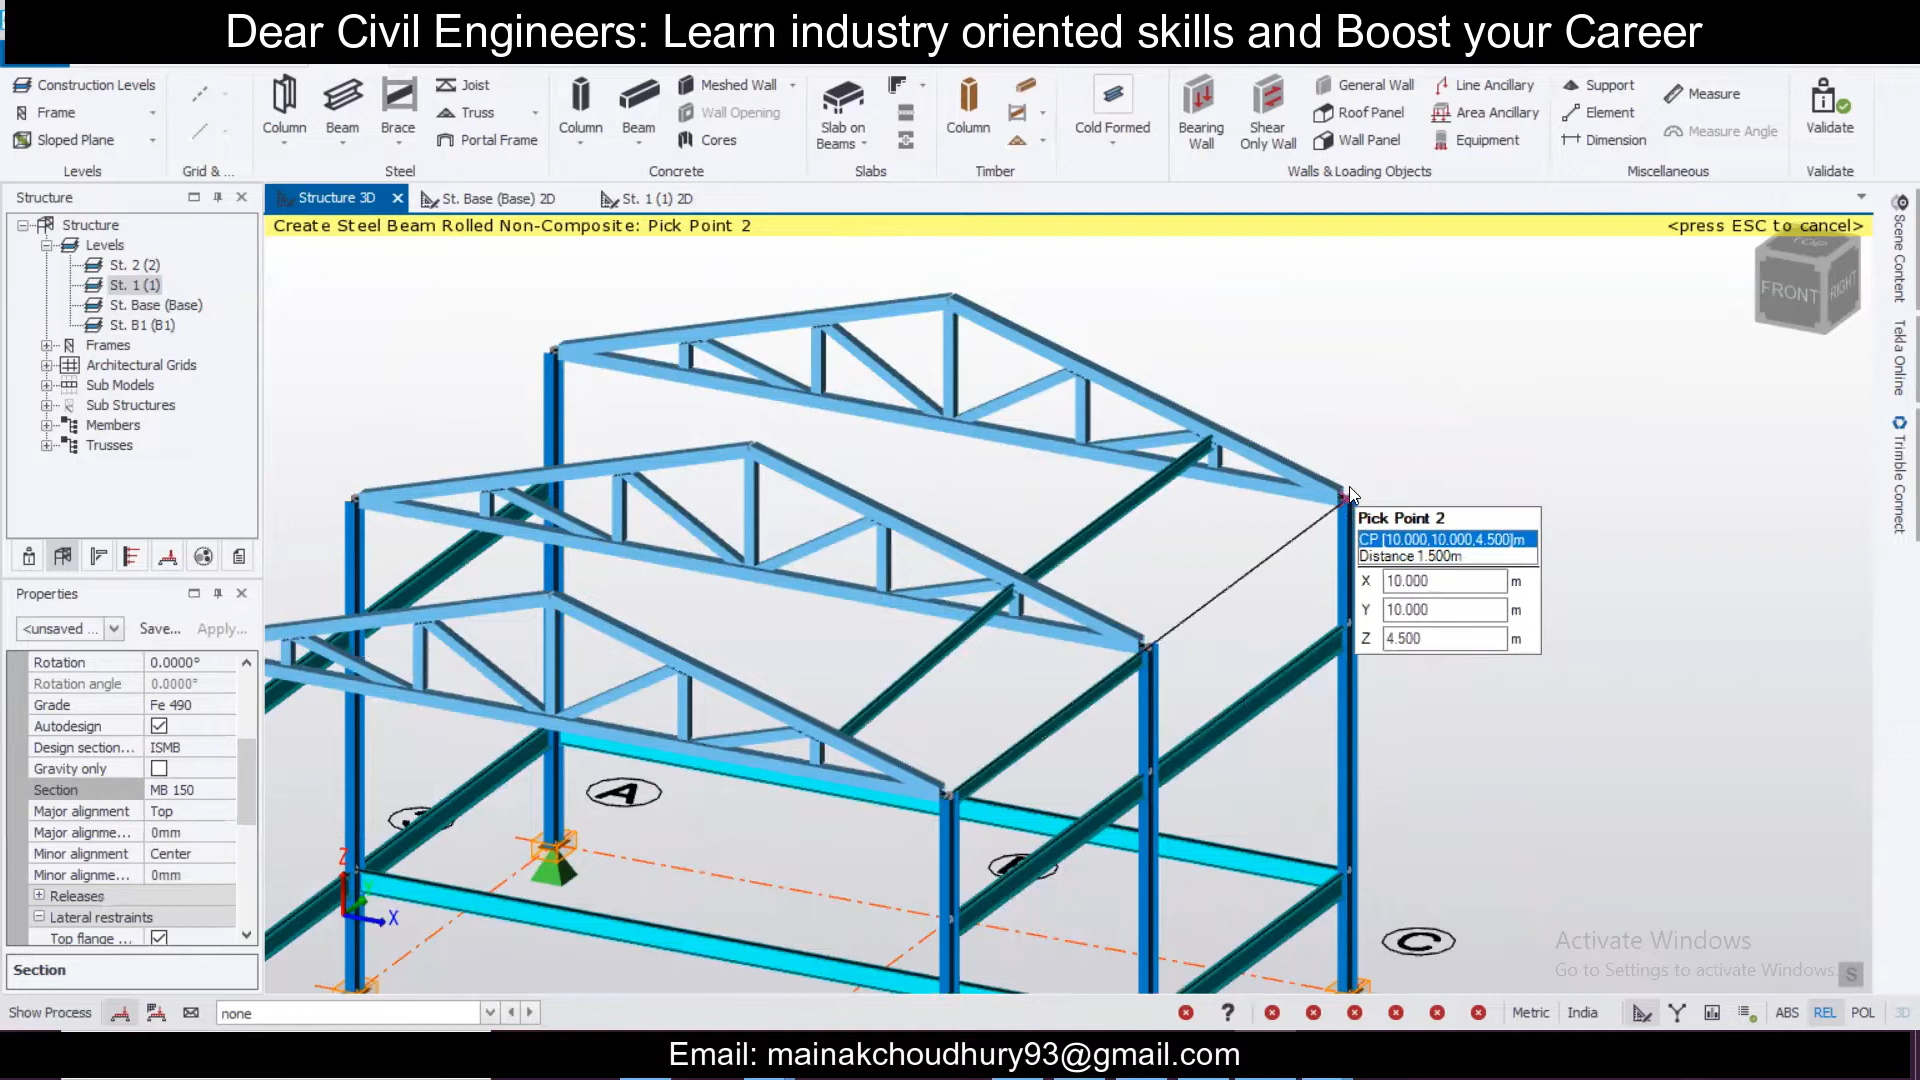 Dear Civil Engineers: Learn industry oriented skills and Boost your Career
Construction Levels
Frame
Sloped Plane
Levels
Grid & ...
Column
Beam
Brace
Joist
Truss
Portal Frame
Steel
Column
Beam
Meshed Wall
Wall Opening
Cores
Concrete
Slab on
Beams
Slabs
Column
Timber
Cold Formed
Bearing
Wall
Shear
Only Wall
General Wall
Roof Panel
Wall Panel
Line Ancillary
Area Ancillary
Equipment
Walls & Loading Objects
Support
Element
Dimension
Measure
Measure Angle
Miscellaneous
Validate
Validate
Structure
Structure
Levels
St. 2 (2)
St. 1 (1)
St. Base (Base)
St. B1 (B1)
Frames
Architectural Grids
Sub Models
Sub Structures
Members
Trusses
Structure 3D
St. Base (Base) 2D
St. 1 (1) 2D
Create Steel Beam Rolled Non-Composite: Pick Point 2
<press ESC to cancel>
TOP
FRONT
RIGHT
Scene Content
Tekla Online
Trimble Connect
Pick Point 2
CP [10.000,10.000,4.500]m
Distance 1.500m
X 10.000 m
Y 10.000 m
Z 4.500 m
A
C
Z
X
Properties
<unsaved ...
Save...
Apply...
Rotation 0.0000°
Rotation angle 0.0000°
Grade Fe 490
Autodesign
Design section... ISMB
Gravity only
Section MB 150
Major alignment Top
Major alignme... 0mm
Minor alignment Center
Minor alignme... 0mm
Releases
Lateral restraints
Top flange ...
Section
Activate Windows
Go to Settings to activate Windows.
S
Show Process
none
?
Metric
India
ABS
REL
POL
3D
Email: mainakchoudhury93@gmail.com